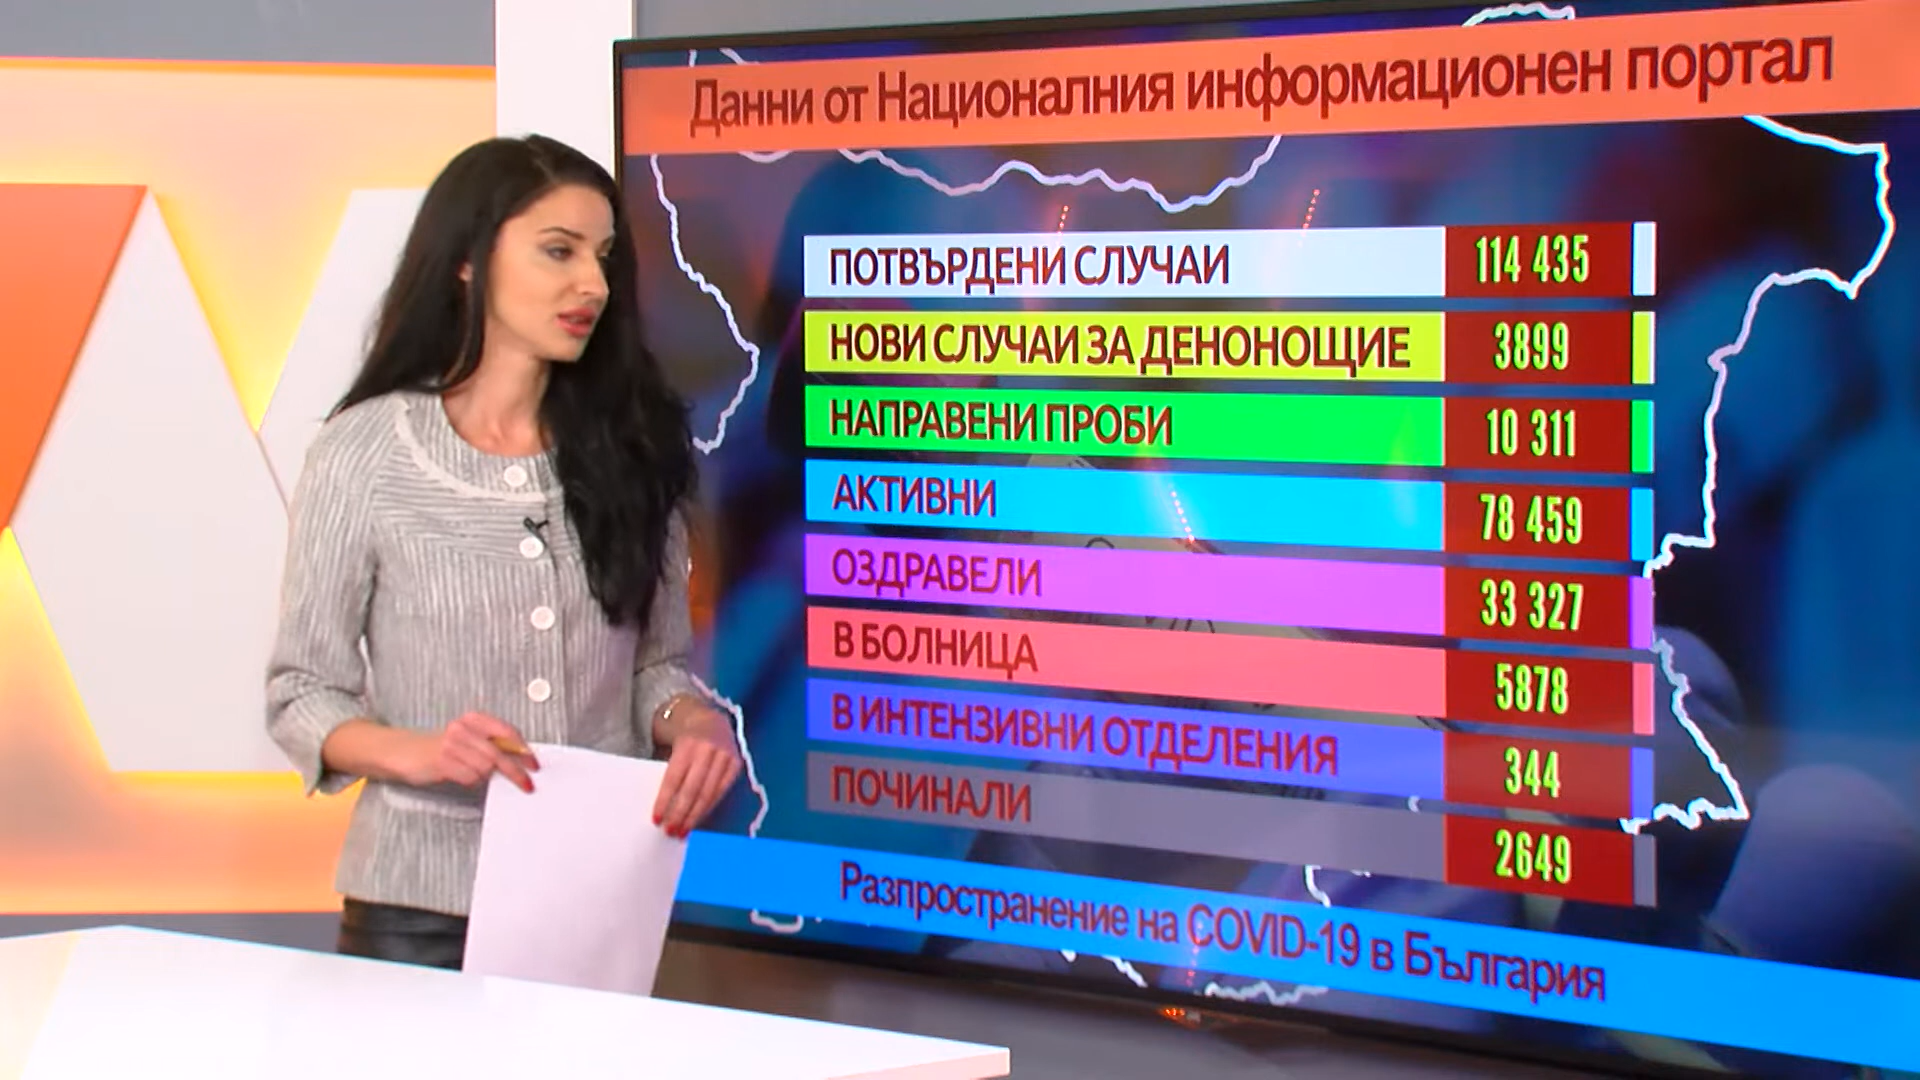 Данни от Националния информационен портал
ПОТВЪРДЕНИ СЛУЧАИ 114 435
НОВИ СЛУЧАИ ЗА ДЕНОНОЩИЕ 3899
НАПРАВЕНИ ПРОБИ 10 311
АКТИВНИ 78 459
ОЗДРАВЕЛИ 33 327
В БОЛНИЦА 5878
В ИНТЕНЗИВНИ ОТДЕЛЕНИЯ 344
ПОЧИНАЛИ 2649
Разпространение на COVID-19 в България